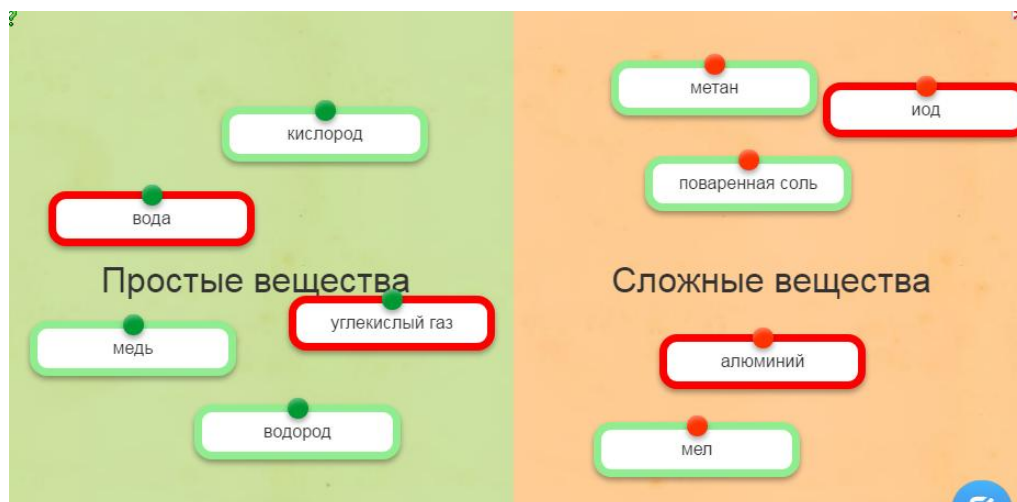 кислород
вода
Простые вещества
углекислый газ
медь
водород
метан
иод
поваренная соль
Сложные вещества
алюминий
мел